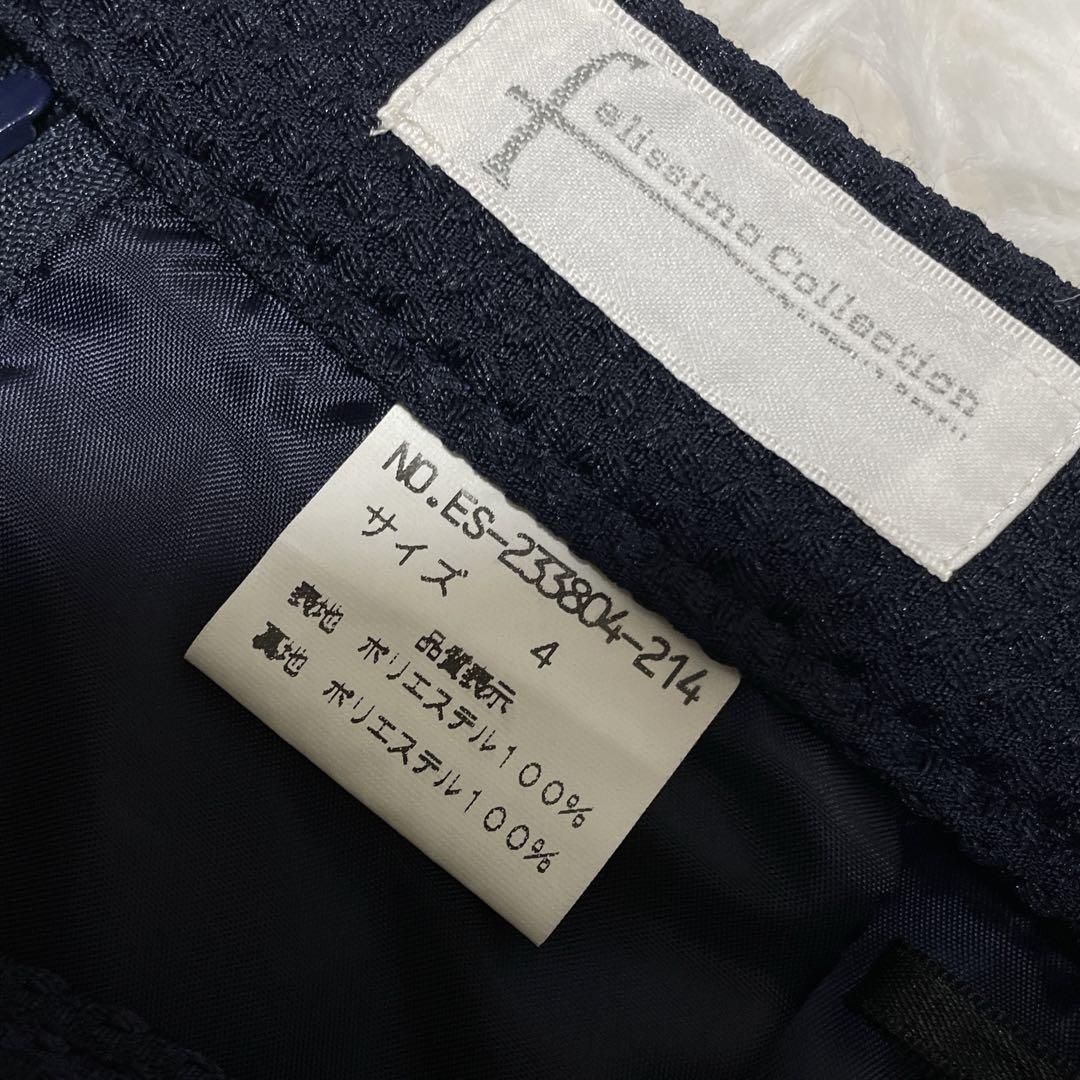 felissimo Collection
NO.ES-233804-214
サイズ 4
品質表示
表地 ポリエステル100%
裏地 ポリエステル100%